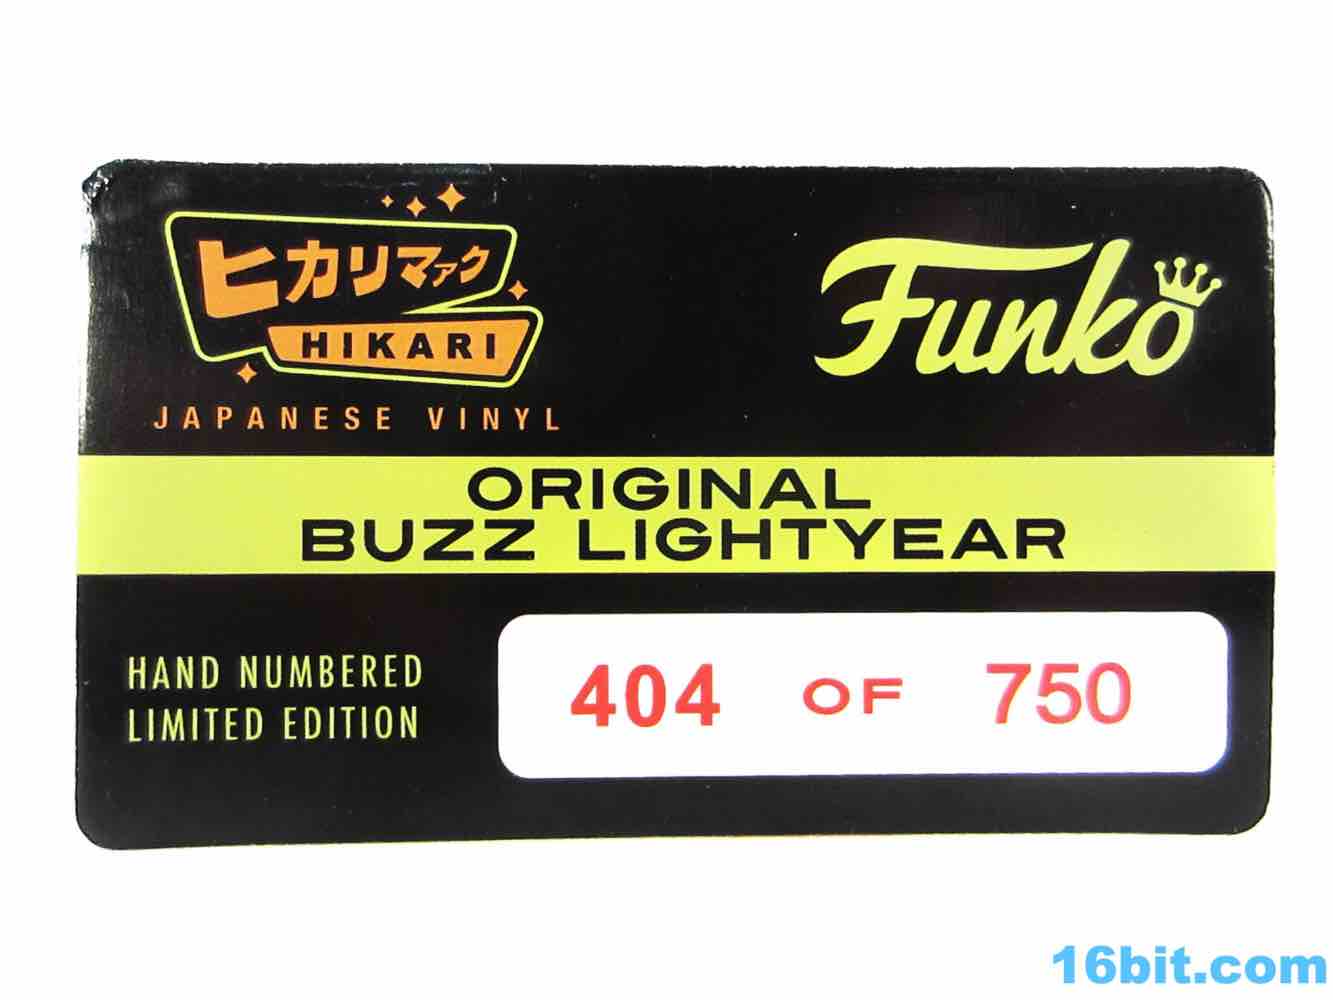 ヒカリマァク
HIKARI
JAPANESE VINYL
Funko
ORIGINAL
BUZZ LIGHTYEAR
HAND NUMBERED
LIMITED EDITION
404 OF 750
16bit.com